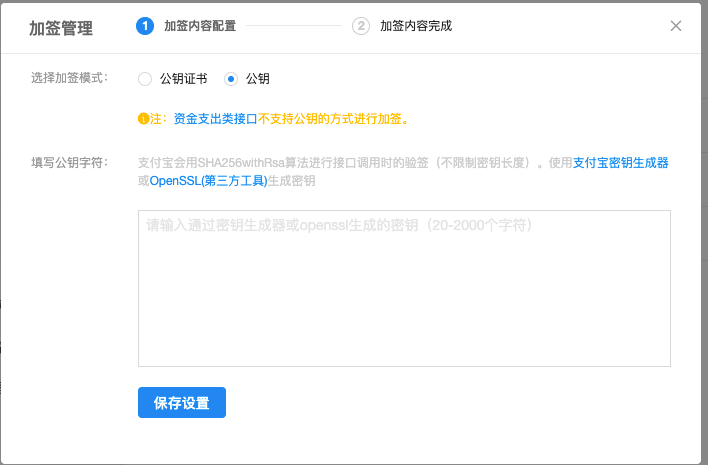 加签管理
1 加签内容配置
2 加签内容完成
选择加签模式:
公钥证书
公钥
注: 资金支出类接口不支持公钥的方式进行加签。
填写公钥字符:
支付宝会用SHA256withRsa算法进行接口调用时的验签（不限制密钥长度）。使用支付宝密钥生成器
或OpenSSL(第三方工具)生成密钥
请输入通过密钥生成器或openssl生成的密钥（20-2000个字符）
保存设置